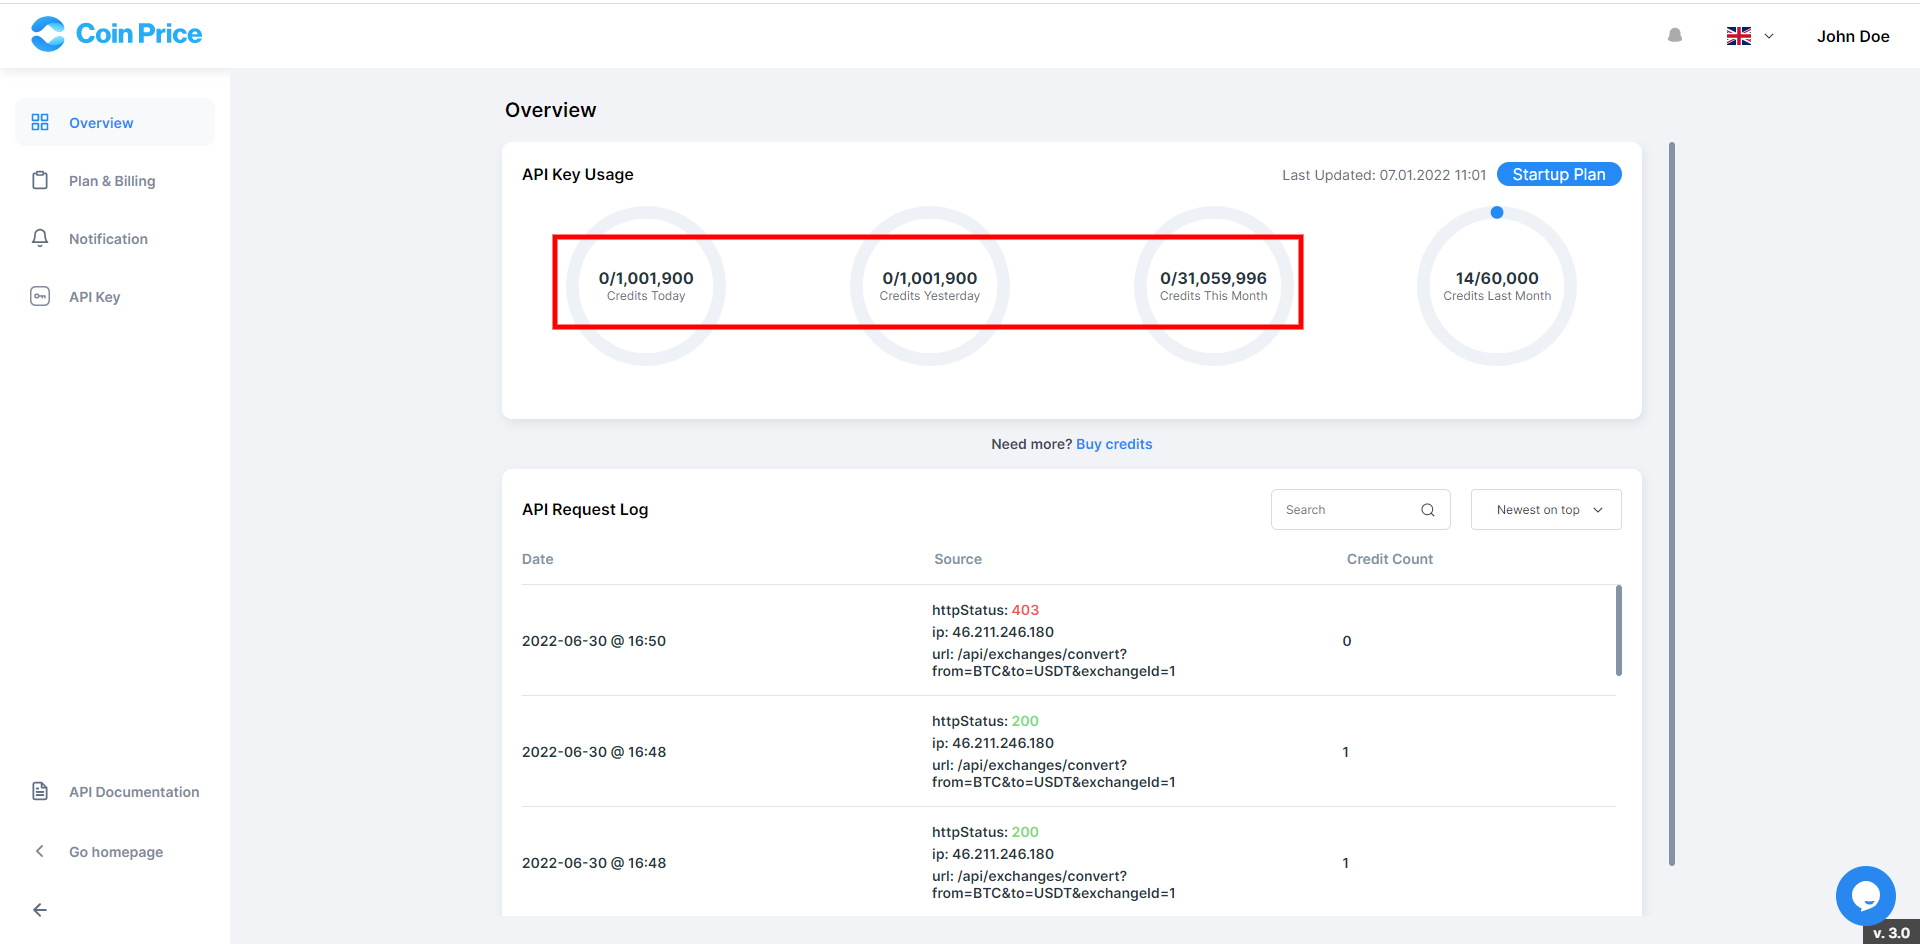 Coin Price
John Doe
Overview
Plan & Billing
Notification
API Key
API Documentation
Go homepage
Overview
API Key Usage
Last Updated: 07.01.2022 11:01
Startup Plan
0/1,001,900
Credits Today
0/1,001,900
Credits Yesterday
0/31,059,996
Credits This Month
14/60,000
Credits Last Month
Need more? Buy credits
API Request Log
Search
Newest on top
Date
Source
Credit Count
2022-06-30 @ 16:50
httpStatus: 403
ip: 46.211.246.180
url: /api/exchanges/convert?
from=BTC&to=USDT&exchangeId=1
0
2022-06-30 @ 16:48
httpStatus: 200
ip: 46.211.246.180
url: /api/exchanges/convert?
from=BTC&to=USDT&exchangeId=1
1
2022-06-30 @ 16:48
httpStatus: 200
ip: 46.211.246.180
url: /api/exchanges/convert?
from=BTC&to=USDT&exchangeId=1
1
v. 3.0